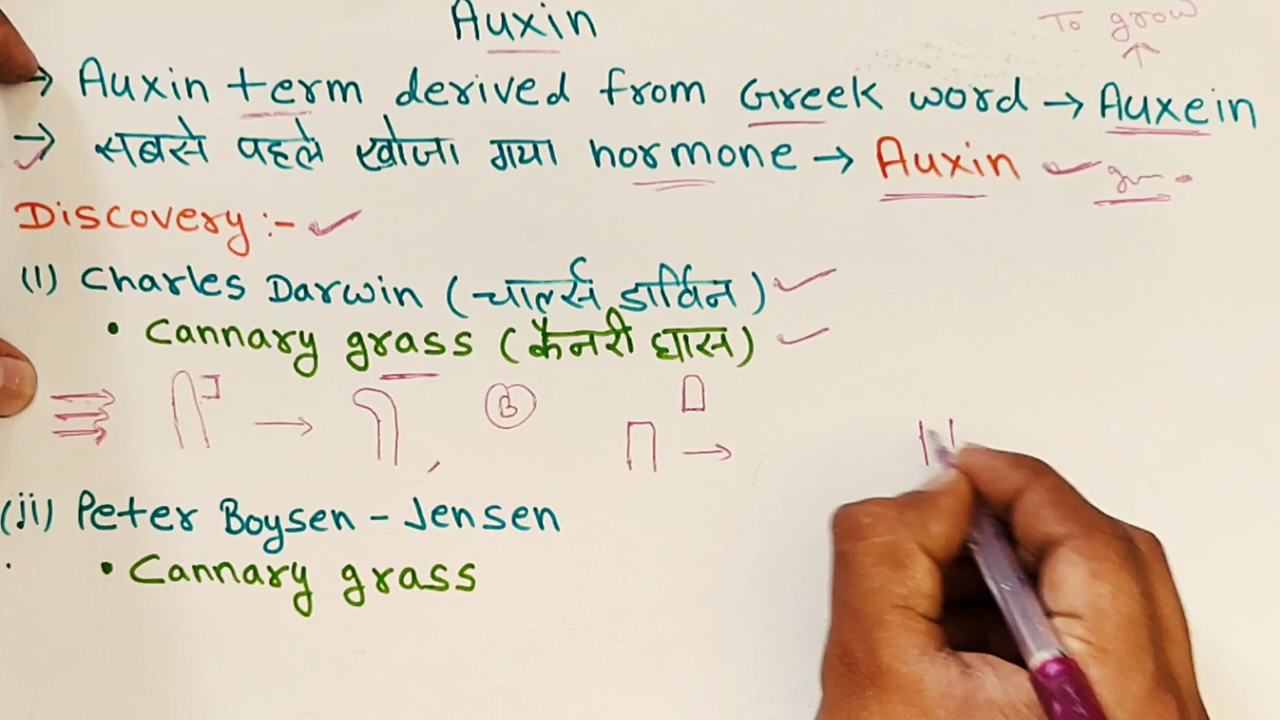 Auxin
To grow
→ Auxin term derived from Greek word → Auxein
→ सबसे पहले खोजा गया hormone → Auxin
Discovery :-
(I) Charles Darwin (चार्ल्स डार्विन)
• Cannary grass (कैनरी घास)
B
(ii) Peter Boysen - Jensen
• Cannary grass